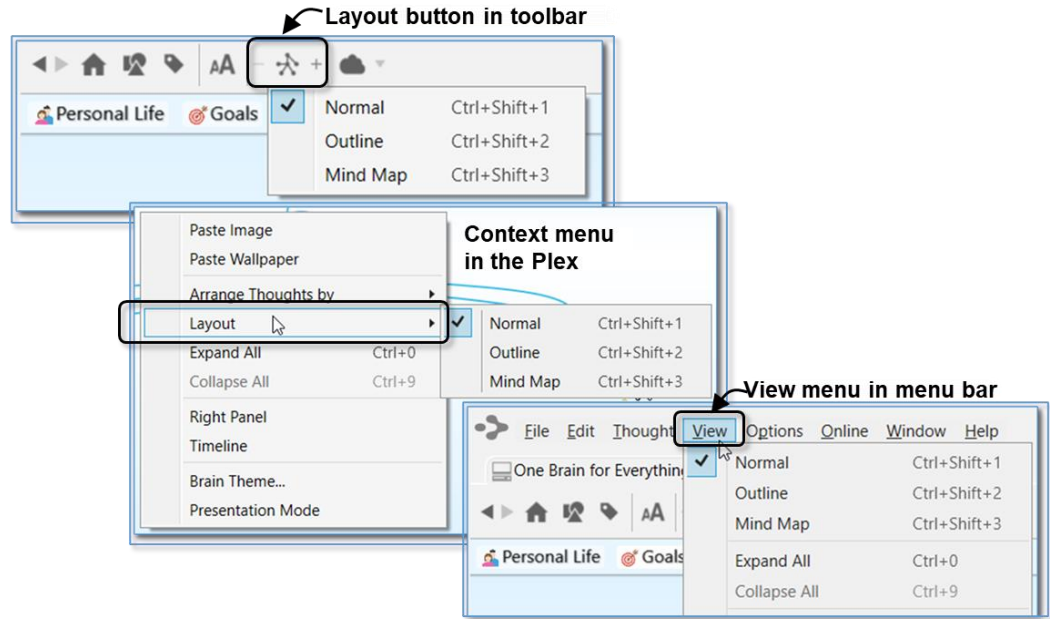 Layout button in toolbar
AA
Personal Life Goals
Normal Ctrl+Shift+1
Outline Ctrl+Shift+2
Mind Map Ctrl+Shift+3
Context menu
in the Plex
Paste Image
Paste Wallpaper
Arrange Thoughts by
Layout
Normal Ctrl+Shift+1
Outline Ctrl+Shift+2
Mind Map Ctrl+Shift+3
Expand All Ctrl+0
Collapse All Ctrl+9
Right Panel
Timeline
Brain Theme...
Presentation Mode
View menu in menu bar
File Edit Thought View Options Online Window Help
One Brain for Everything
AA
Personal Life Goals
Normal Ctrl+Shift+1
Outline Ctrl+Shift+2
Mind Map Ctrl+Shift+3
Expand All Ctrl+0
Collapse All Ctrl+9